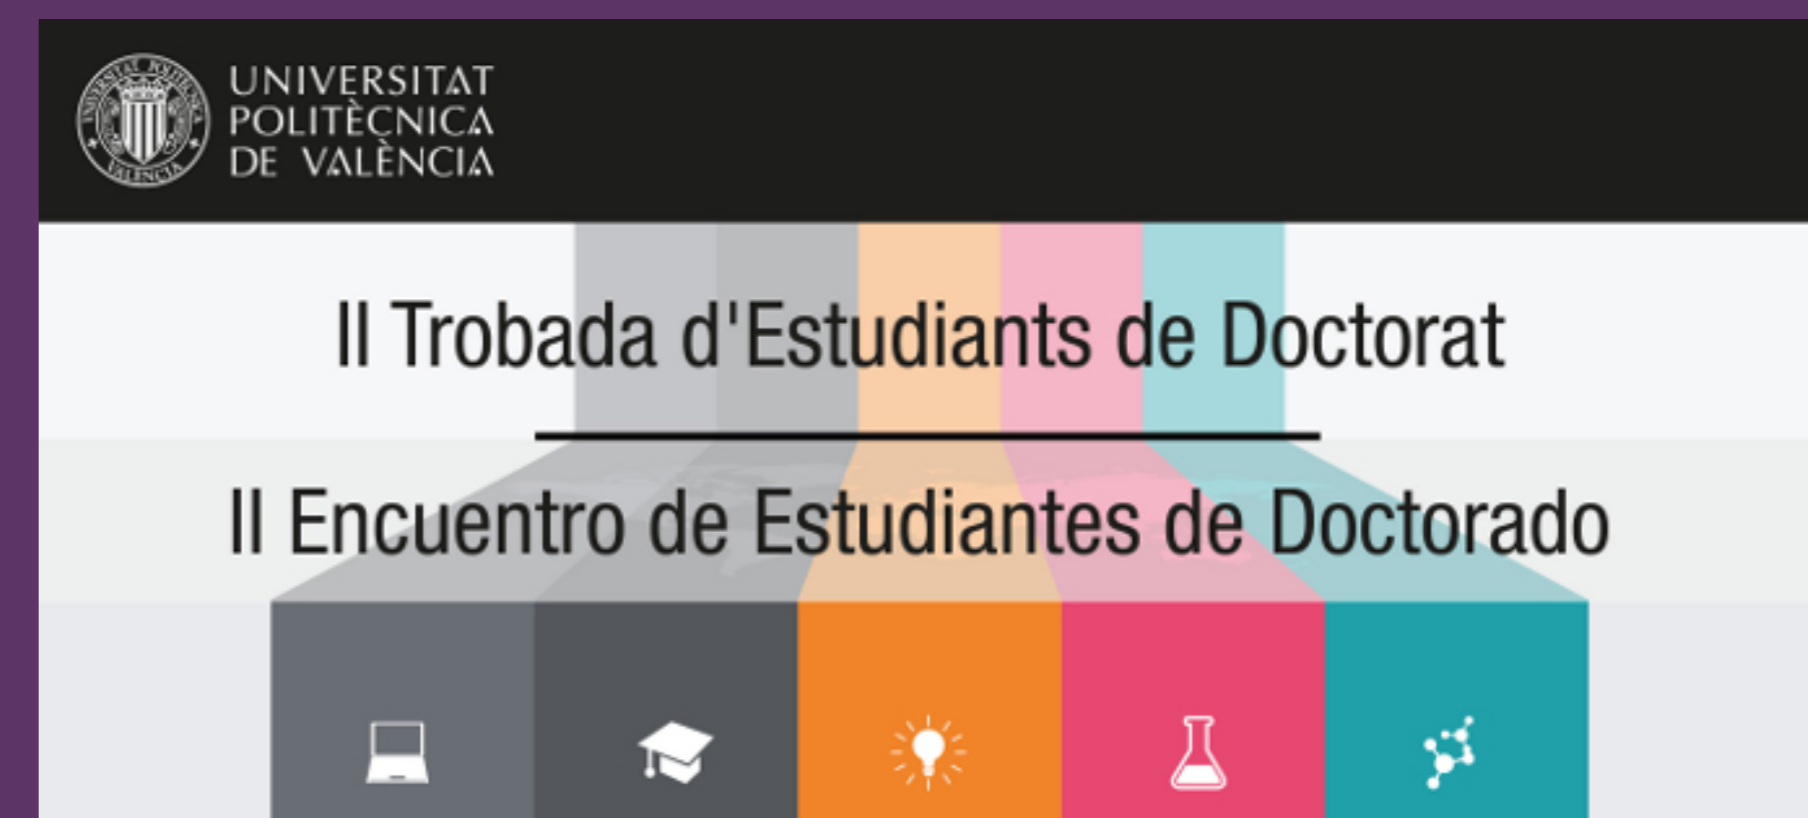 UNIVERSITAT
POLITÈCNICA
DE VALÈNCIA
II Trobada d'Estudiants de Doctorat
II Encuentro de Estudiantes de Doctorado